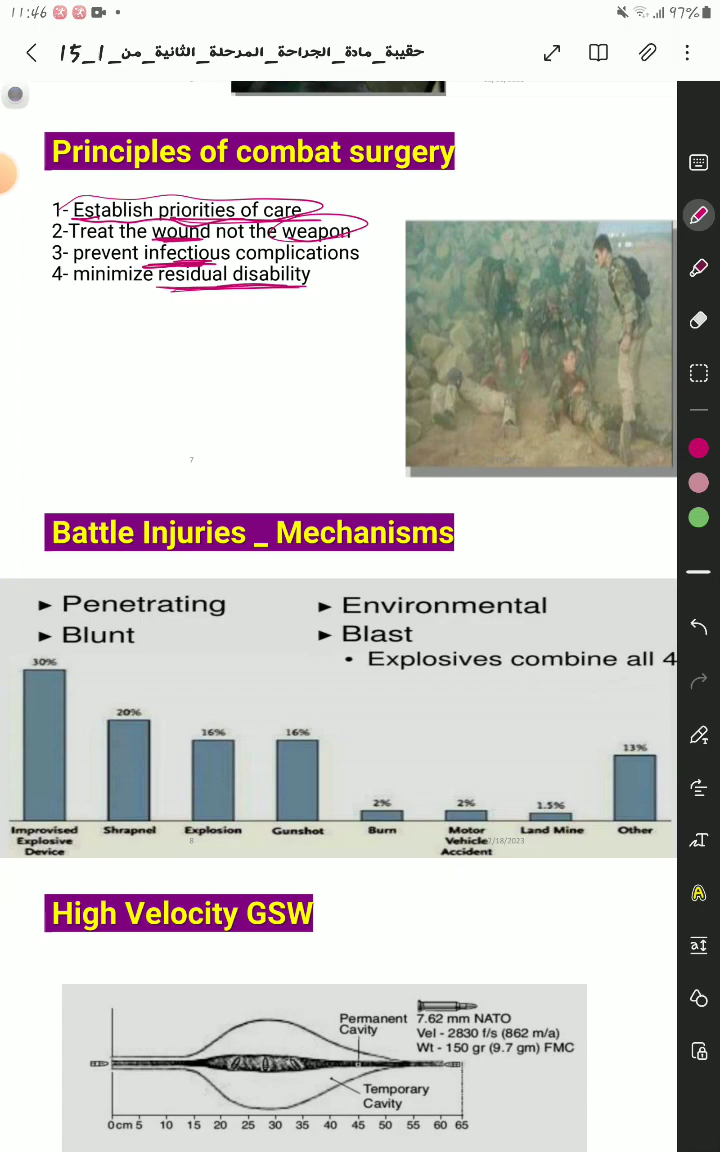 11:46
97%
حقيبة_مادة_الجراحة_المرحلة_الثانية_من_1_15
Principles of combat surgery
1- Establish priorities of care
2-Treat the wound not the weapon
3- prevent infectious complications
4- minimize residual disability
7
Battle Injuries _ Mechanisms
► Penetrating
► Blunt
► Environmental
► Blast
• Explosives combine all 4
30%
20%
16%
16%
2%
2%
1.5%
13%
Improvised Explosive Device
Shrapnel
Explosion
Gunshot
Burn
Motor Vehicle Accident
Land Mine
Other
8
7/18/2023
High Velocity GSW
Permanent Cavity
7.62 mm NATO
Vel - 2830 f/s (862 m/a)
Wt - 150 gr (9.7 gm) FMC
Temporary Cavity
0cm 5 10 15 20 25 30 35 40 45 50 55 60 65